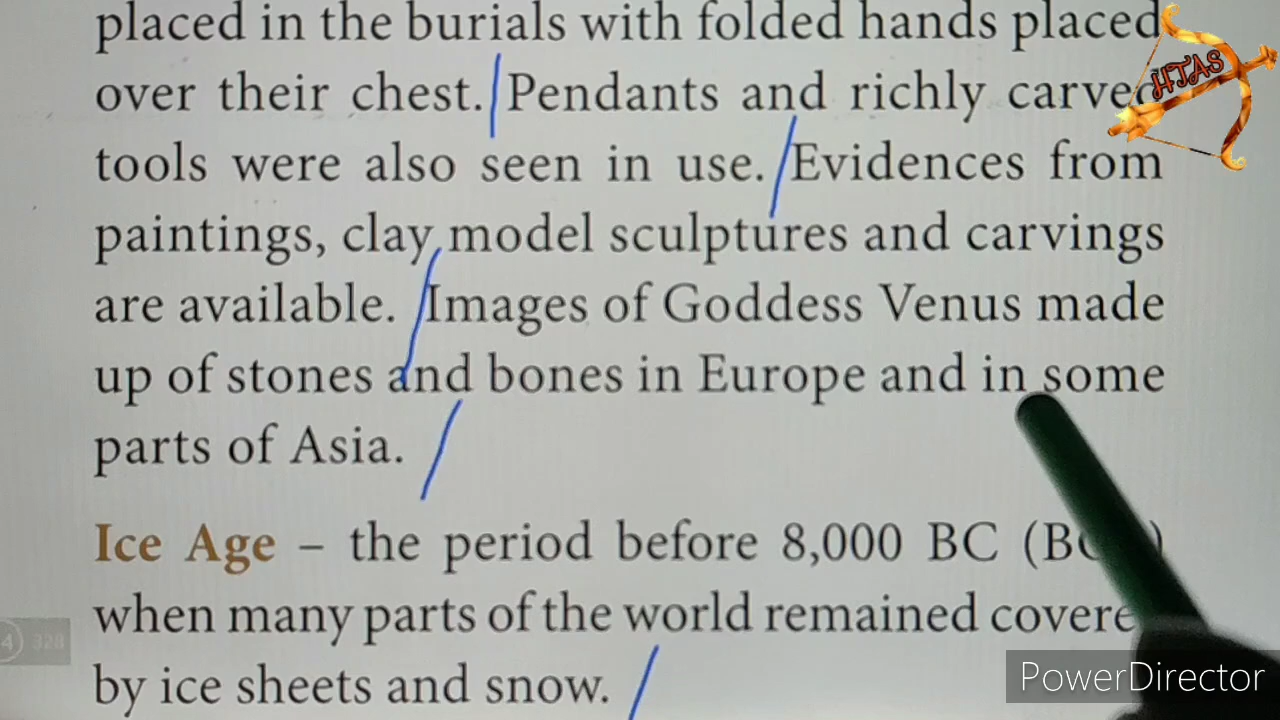 placed in the burials with folded hands placed
over their chest. Pendants and richly carved
HTAS
tools were also seen in use. Evidences from
paintings, clay model sculptures and carvings
are available. Images of Goddess Venus made
up of stones and bones in Europe and in some
parts of Asia.
Ice Age – the period before 8,000 BC
when many parts of the world remained
by ice sheets and snow.
328
PowerDirector